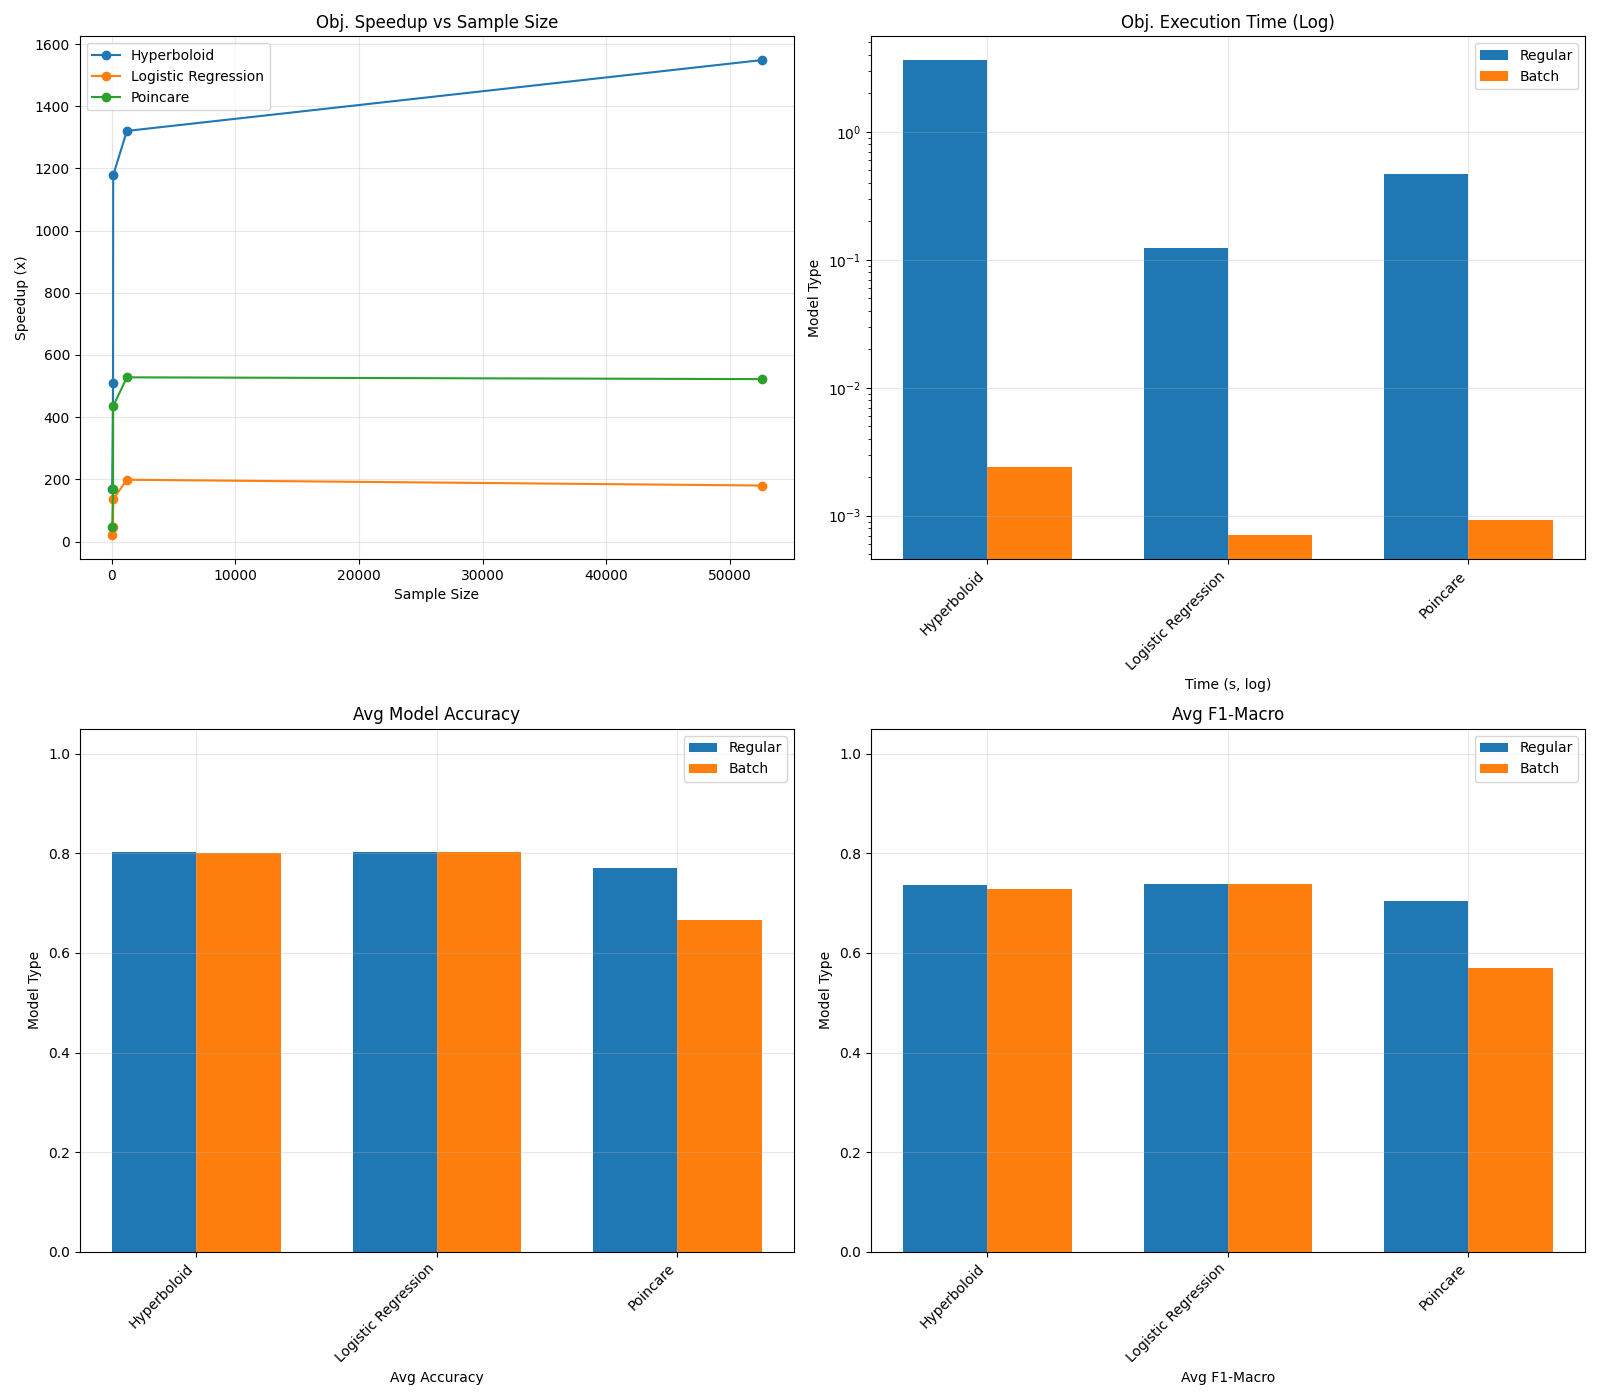 Obj. Speedup vs Sample Size
Speedup (x)
1600
1400
1200
1000
800
600
400
200
0
Hyperboloid
Logistic Regression
Poincare
0
10000
20000
30000
40000
50000
Sample Size
Obj. Execution Time (Log)
Model Type
10⁰
10⁻¹
10⁻²
10⁻³
Regular
Batch
Hyperboloid
Logistic Regression
Poincare
Time (s, log)
Avg Model Accuracy
Model Type
1.0
0.8
0.6
0.4
0.2
0.0
Regular
Batch
Hyperboloid
Logistic Regression
Poincare
Avg Accuracy
Avg F1-Macro
Model Type
1.0
0.8
0.6
0.4
0.2
0.0
Regular
Batch
Hyperboloid
Logistic Regression
Poincare
Avg F1-Macro